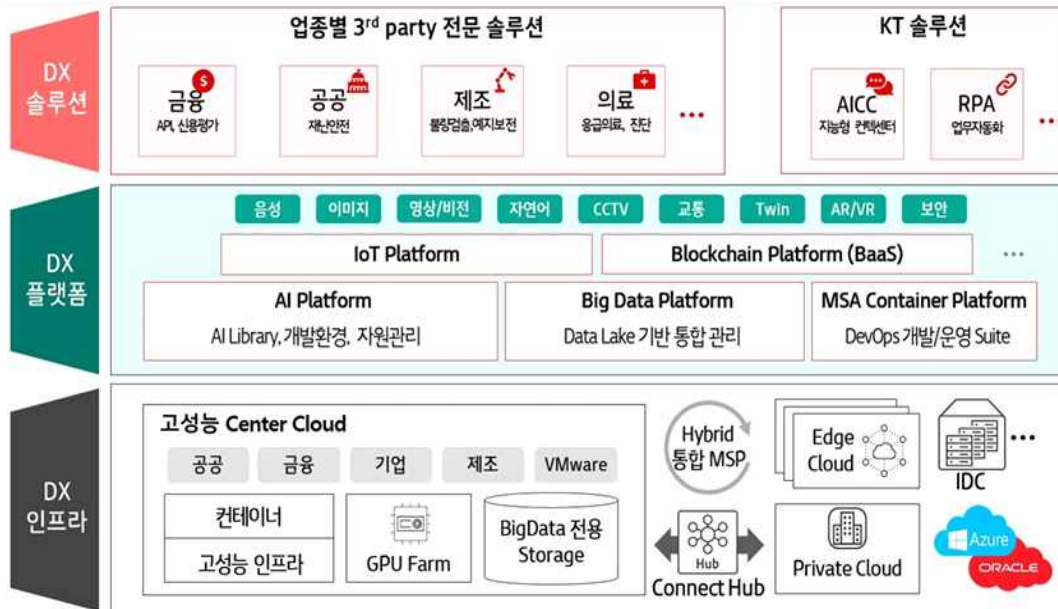 업종별 3rd party 전문 솔루션
KT 솔루션
DX
솔루션
금융
API, 신용평가
공공
재난안전
제조
불량검출,예지보전
의료
응급의료, 진단
...
AICC
지능형 컨텍센터
RPA
업무자동화
...
DX
플랫폼
음성
이미지
영상/비전
자연어
CCTV
교통
Twin
AR/VR
보안
IoT Platform
Blockchain Platform (BaaS)
...
AI Platform
AI Library, 개발환경, 자원관리
Big Data Platform
Data Lake 기반 통합 관리
MSA Container Platform
DevOps 개발/운영 Suite
DX
인프라
고성능 Center Cloud
공공
금융
기업
제조
VMware
컨테이너
고성능 인프라
GPU Farm
BigData 전용
Storage
Hybrid
통합 MSP
Edge
Cloud
IDC
...
Hub
Connect Hub
Private Cloud
Azure
ORACLE